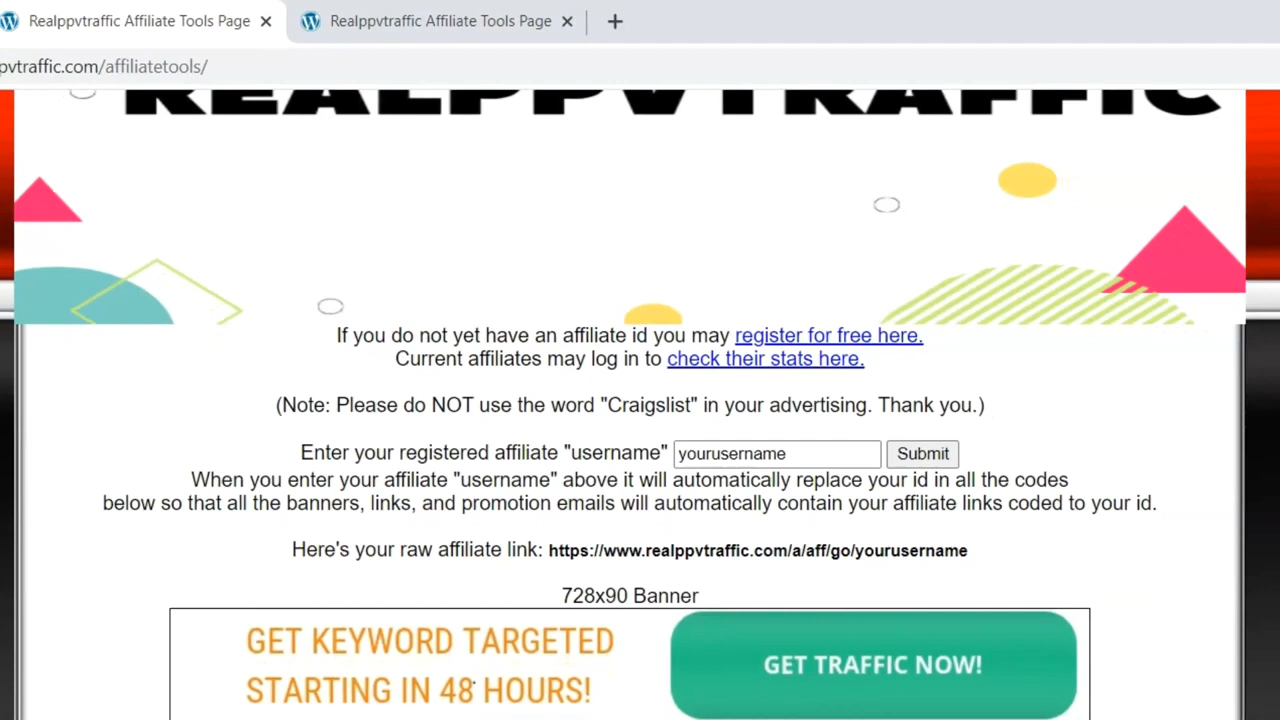 Realppvtraffic Affiliate Tools Page
Realppvtraffic Affiliate Tools Page
pvtraffic.com/affiliatetools/
REALPPVTRAFFIC
If you do not yet have an affiliate id you may register for free here.
Current affiliates may log in to check their stats here.
(Note: Please do NOT use the word "Craigslist" in your advertising. Thank you.)
Enter your registered affiliate "username" yourusername Submit
When you enter your affiliate "username" above it will automatically replace your id in all the codes
below so that all the banners, links, and promotion emails will automatically contain your affiliate links coded to your id.
Here's your raw affiliate link: https://www.realppvtraffic.com/a/aff/go/yourusername
728x90 Banner
GET KEYWORD TARGETED
STARTING IN 48 HOURS!
GET TRAFFIC NOW!